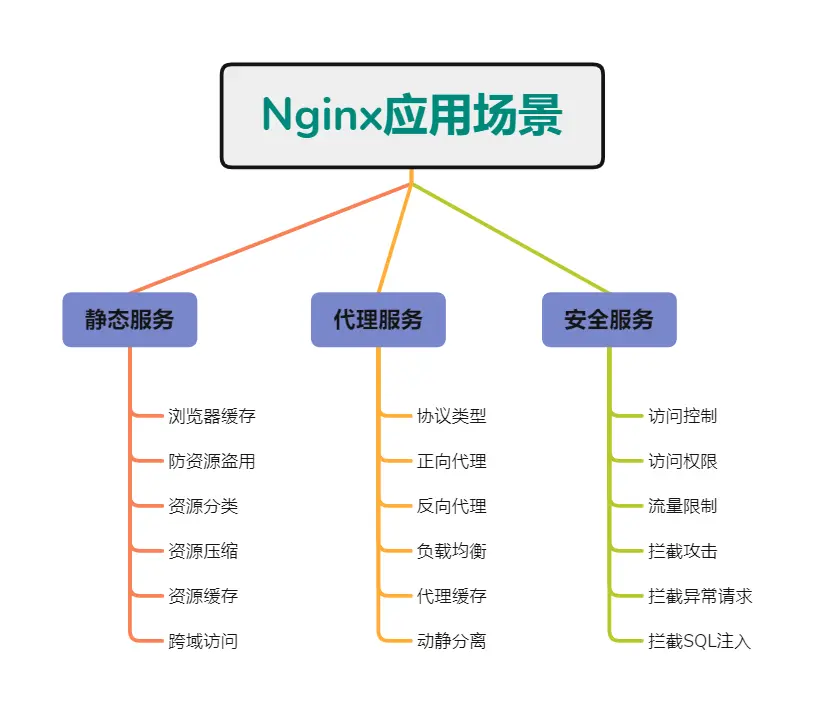 Nginx应用场景
静态服务
浏览器缓存
防资源盗用
资源分类
资源压缩
资源缓存
跨域访问
代理服务
协议类型
正向代理
反向代理
负载均衡
代理缓存
动静分离
安全服务
访问控制
访问权限
流量限制
拦截攻击
拦截异常请求
拦截SQL注入